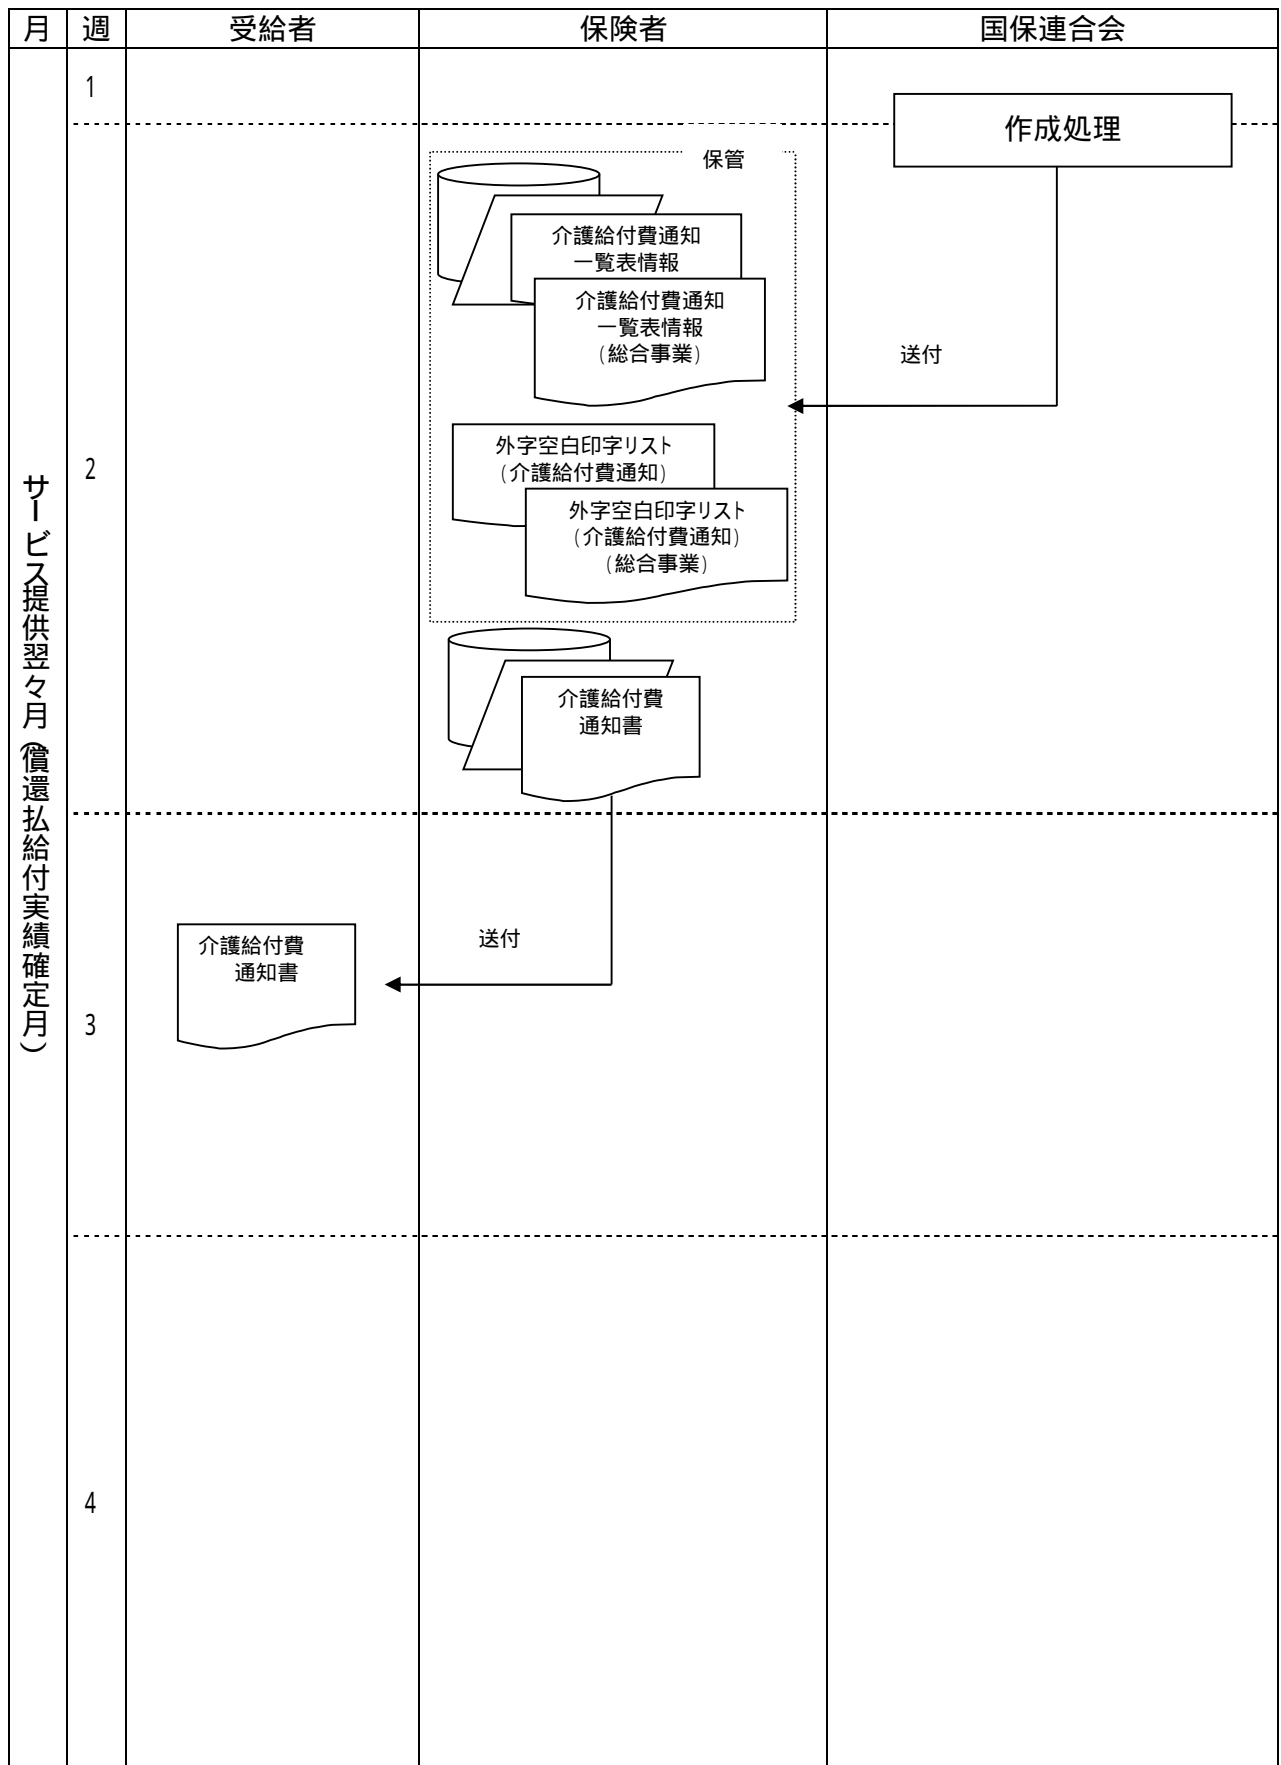 月 週 受給者 保険者 国保連合会
1
作成処理
保管
介護給付費通知
一覧表情報
介護給付費通知
一覧表情報
(総合事業)
送付
外字空白印字リスト
(介護給付費通知)
2
外字空白印字リスト
(介護給付費通知)
(総合事業)
サービス提供翌々月(償還払給付実績確定月)
介護給付費
通知書
送付
介護給付費
通知書
3
4